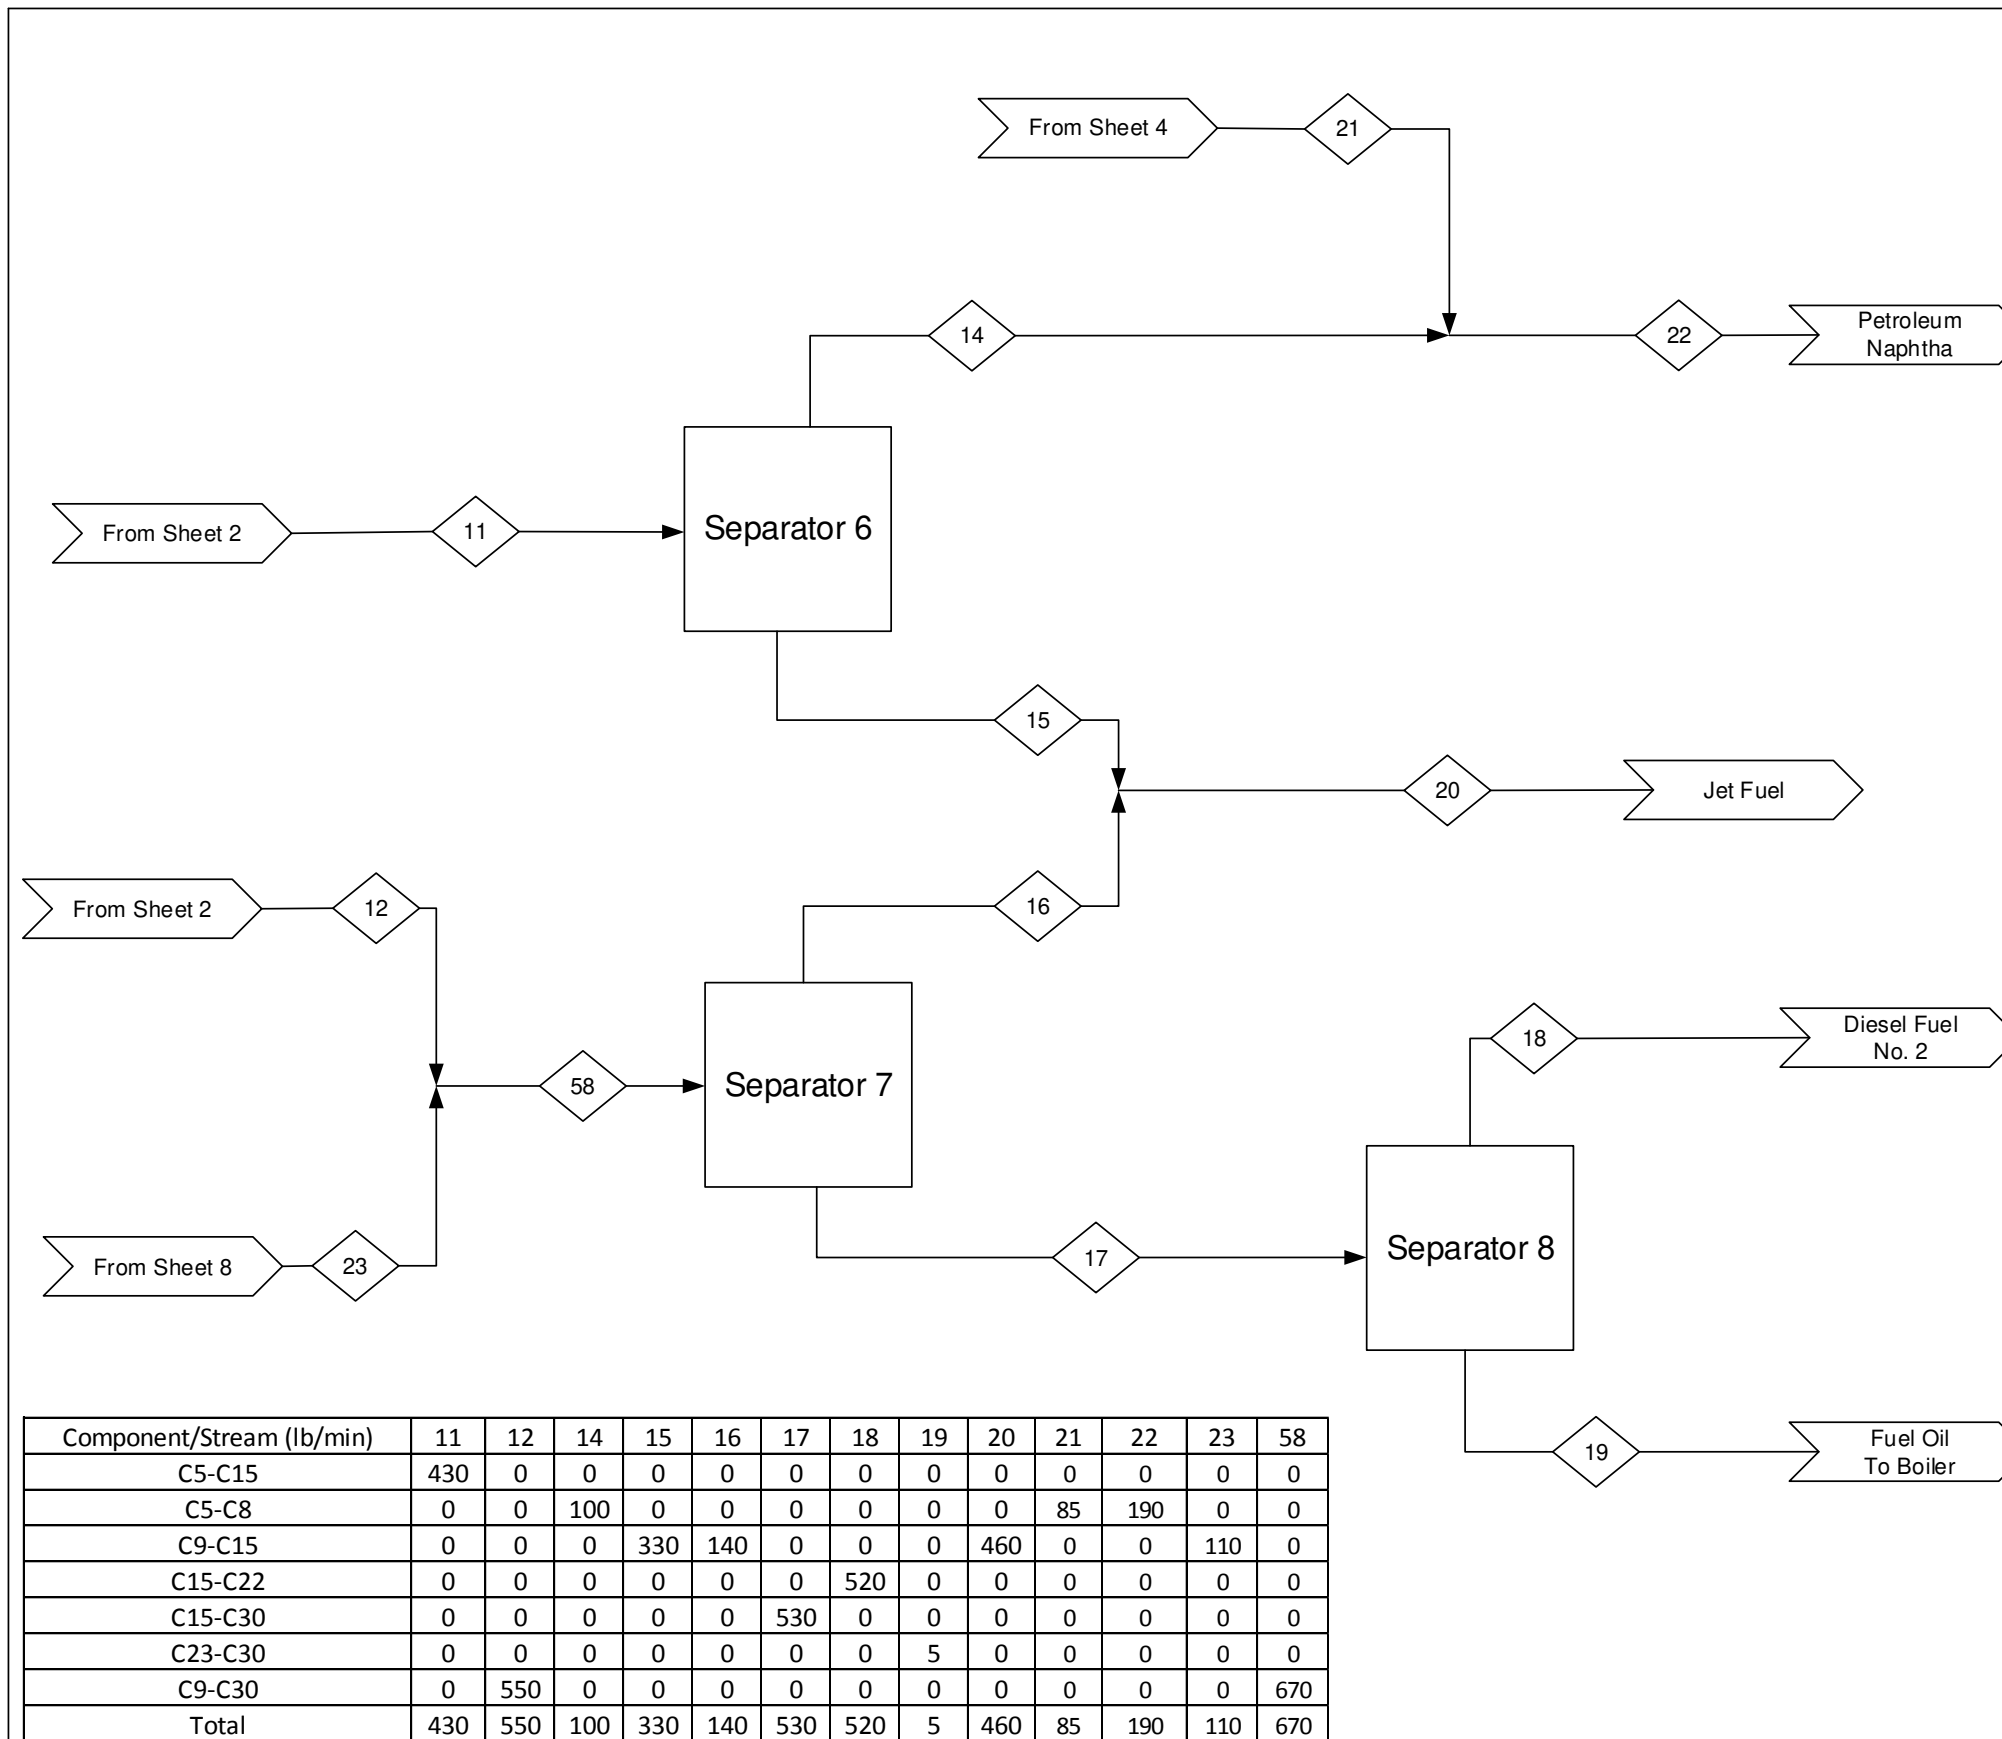 From Sheet 4
21
14
22
Petroleum
Naphtha
From Sheet 2
11
Separator 6
15
20
Jet Fuel
From Sheet 2
12
16
58
Separator 7
18
Diesel Fuel
No. 2
From Sheet 8
23
17
Separator 8
19
Fuel Oil
To Boiler
Component/Stream (lb/min) 11 12 14 15 16 17 18 19 20 21 22 23 58
C5-C15 430 0 0 0 0 0 0 0 0 0 0 0 0
C5-C8 0 0 100 0 0 0 0 0 0 85 190 0 0
C9-C15 0 0 0 330 140 0 0 0 460 0 0 110 0
C15-C22 0 0 0 0 0 0 520 0 0 0 0 0 0
C15-C30 0 0 0 0 0 530 0 0 0 0 0 0 0
C23-C30 0 0 0 0 0 0 0 5 0 0 0 0 0
C9-C30 0 550 0 0 0 0 0 0 0 0 0 0 670
Total 430 550 100 330 140 530 520 5 460 85 190 110 670